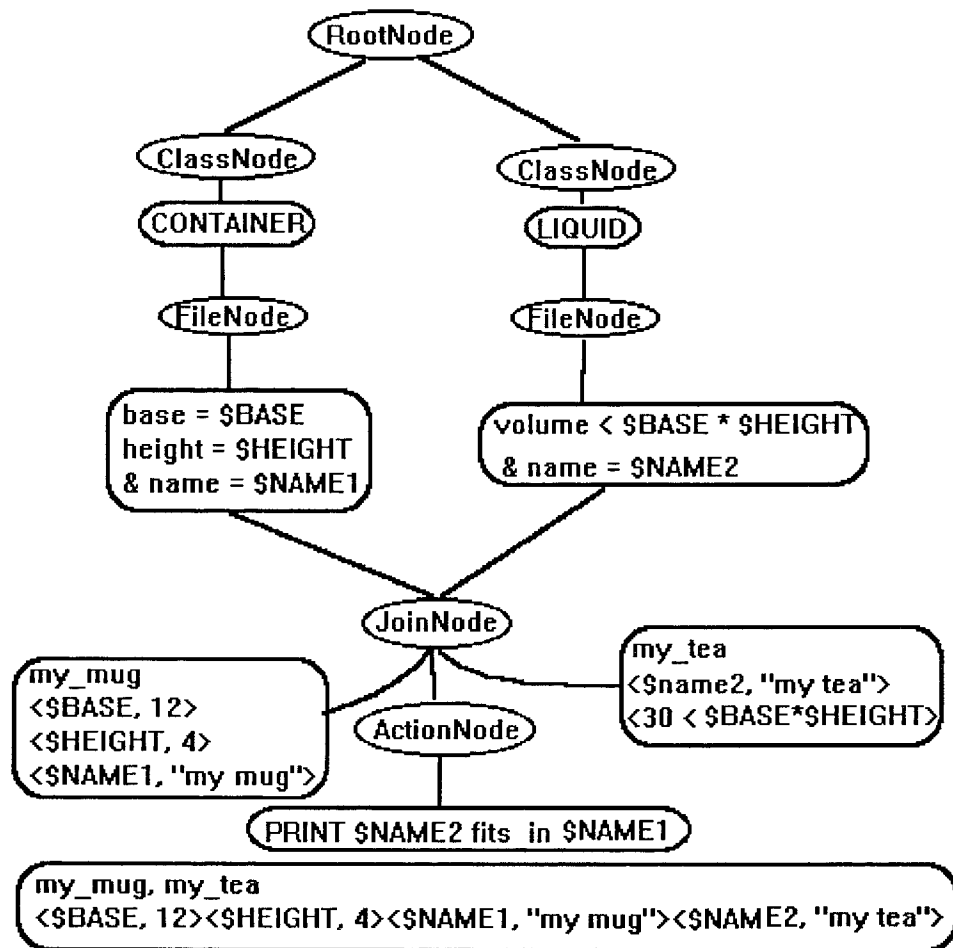 RootNode
ClassNode
ClassNode
CONTAINER
LIQUID
FileNode
FileNode
base = $BASE
height = $HEIGHT
& name = $NAME1
volume < $BASE * $HEIGHT
& name = $NAME2
JoinNode
my_mug
<$BASE, 12>
<$HEIGHT, 4>
<$NAME1, "my mug">
my_tea
<$name2, "my tea">
<30 < $BASE*$HEIGHT>
ActionNode
PRINT $NAME2 fits in $NAME1
my_mug, my_tea
<$BASE, 12><$HEIGHT, 4><$NAME1, "my mug"><$NAME2, "my tea">